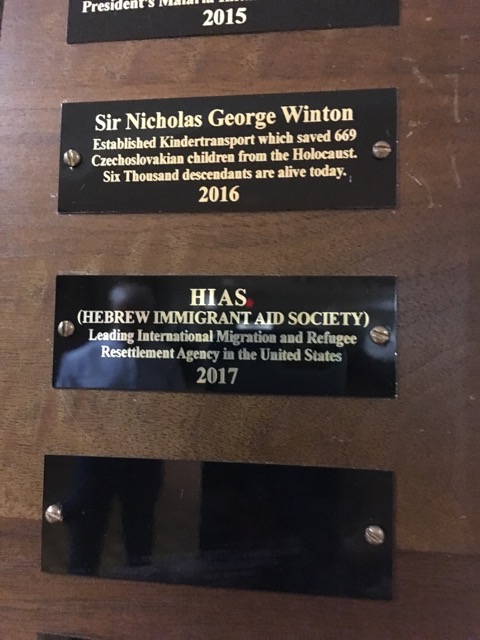 President's Malaria
2015
Sir Nicholas George Winton
Established Kindertransport which saved 669
Czechoslovakian children from the Holocaust.
Six Thousand descendants are alive today.
2016
HIAS
(HEBREW IMMIGRANT AID SOCIETY)
Leading International Migration and Refugee
Resettlement Agency in the United States
2017